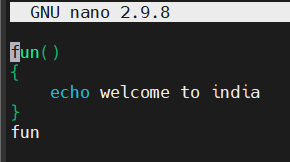 GNU nano 2.9.8
fun()
{
    echo welcome to india
}
fun